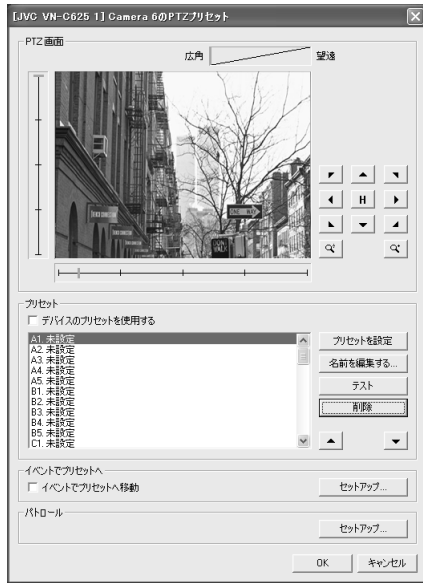 [JVC VN-C625 1] Camera 6のPTZプリセット
PTZ画面
広角
望遠
ONE WAY
H
プリセット
デバイスのプリセットを使用する
A1. 未設定
A2. 未設定
A3. 未設定
A4. 未設定
A5. 未設定
B1. 未設定
B2. 未設定
B3. 未設定
B4. 未設定
B5. 未設定
C1. 未設定
プリセットを設定
名前を編集する...
テスト
削除
イベントでプリセットへ
イベントでプリセットへ移動
セットアップ...
パトロール
セットアップ...
OK
キャンセル